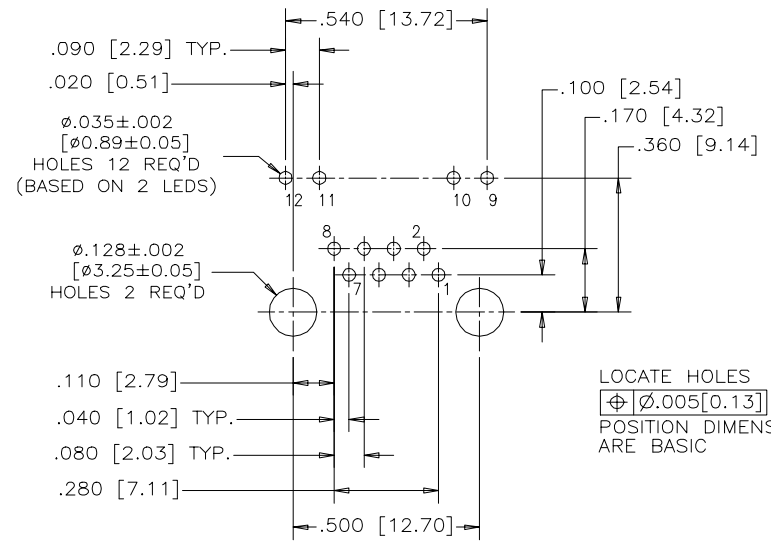 .540 [13.72]
.090 [2.29] TYP.
.020 [0.51]
.100 [2.54]
.170 [4.32]
.360 [9.14]
ø.035±.002
[ø0.89±0.05]
HOLES 12 REQ'D
(BASED ON 2 LEDS)
12 11 10 9
8 2
7 1
ø.128±.002
[ø3.25±0.05]
HOLES 2 REQ'D
.110 [2.79]
.040 [1.02] TYP.
.080 [2.03] TYP.
.280 [7.11]
.500 [12.70]
LOCATE HOLES
⌖ Ø.005[0.13]
POSITION DIMENS
ARE BASIC